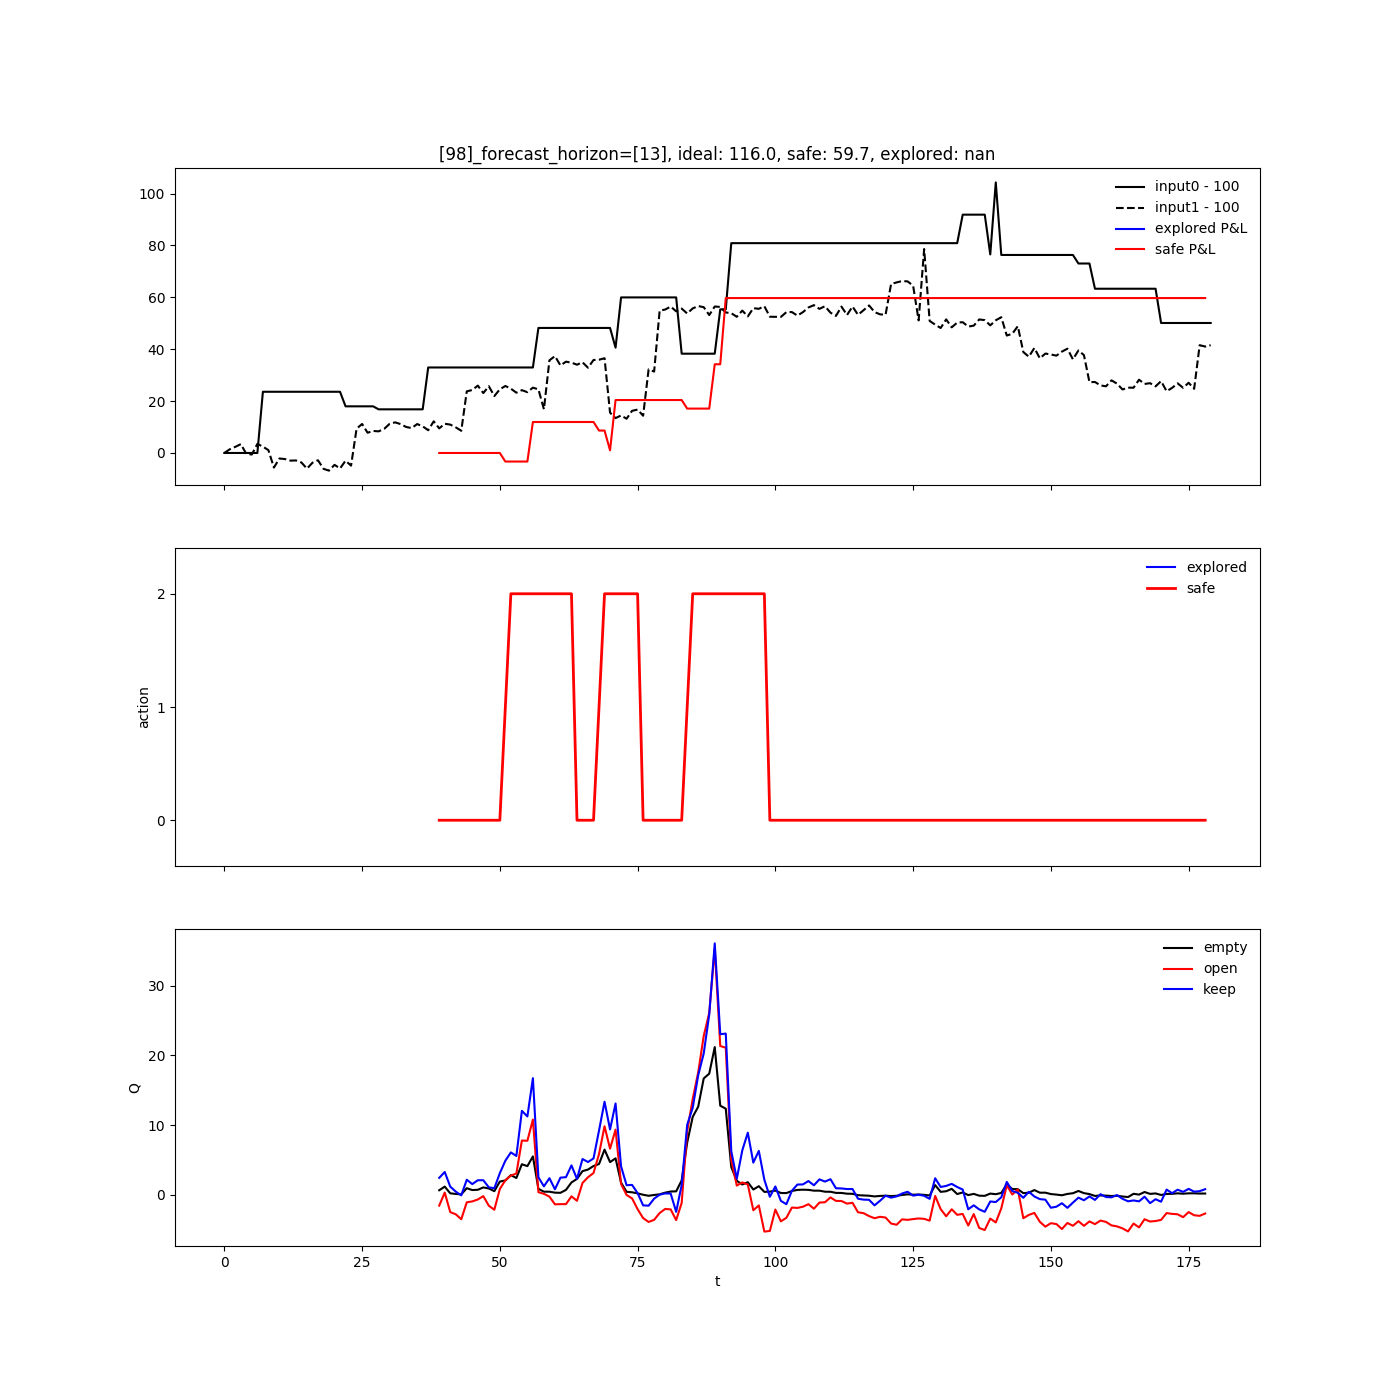 [98]_forecast_horizon=[13], ideal: 116.0, safe: 59.7, explored: nan
100
80
60
40
20
0
input0 - 100
input1 - 100
explored P&L
safe P&L
2
1
0
action
explored
safe
30
20
10
0
Q
empty
open
keep
0
25
50
75
100
125
150
175
t